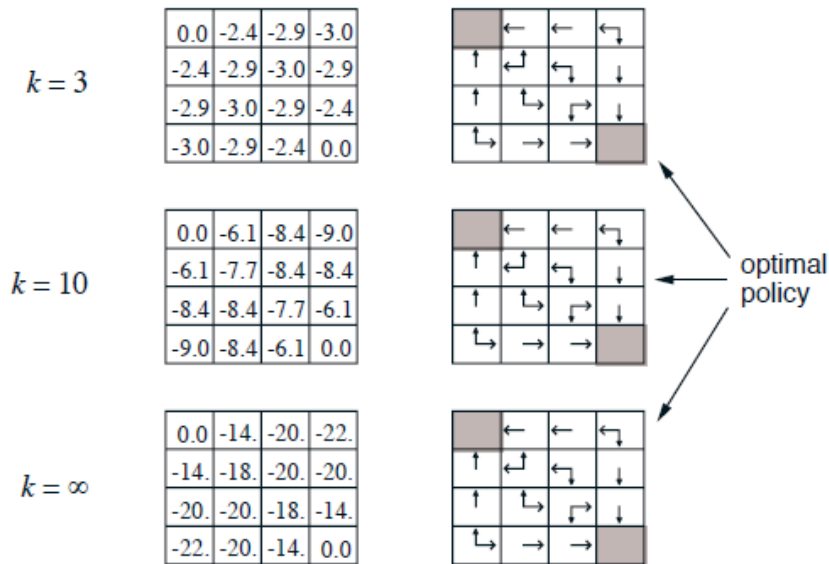 0.0 -2.4 -2.9 -3.0
-2.4 -2.9 -3.0 -2.9
k = 3
-2.9 -3.0 -2.9 -2.4
-3.0 -2.9 -2.4 0.0
0.0 -6.1 -8.4 -9.0
-6.1 -7.7 -8.4 -8.4
k = 10
-8.4 -8.4 -7.7 -6.1
-9.0 -8.4 -6.1 0.0
optimal
policy
0.0 -14. -20. -22.
-14. -18. -20. -20.
k = ∞
-20. -20. -18. -14.
-22. -20. -14. 0.0